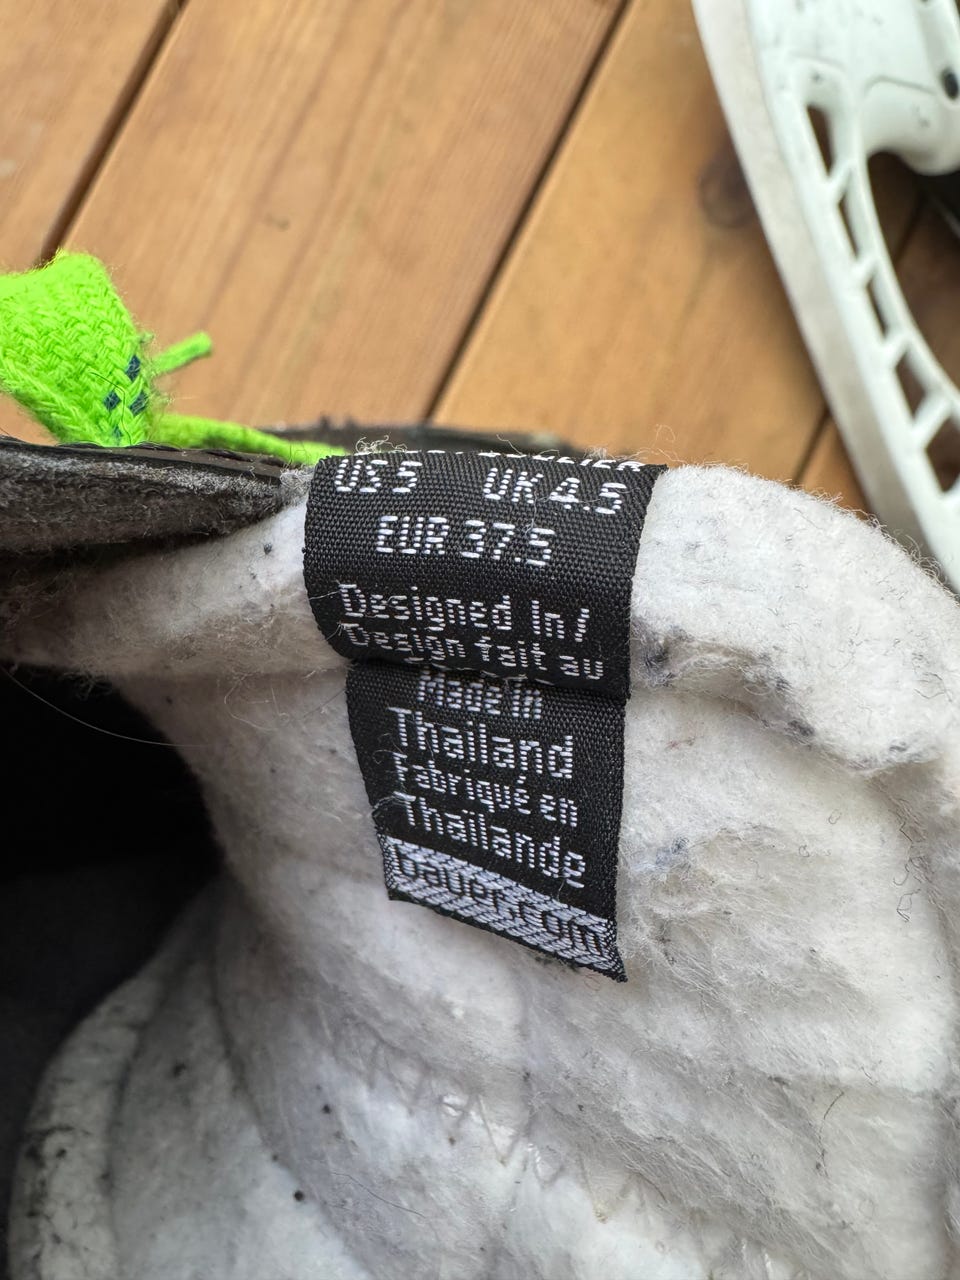 US 5 UK 4.5
EUR 37.5
Designed In /
Design fait au
Made In
Thailand
Fabriqué en
Thaïlande
bauer.com